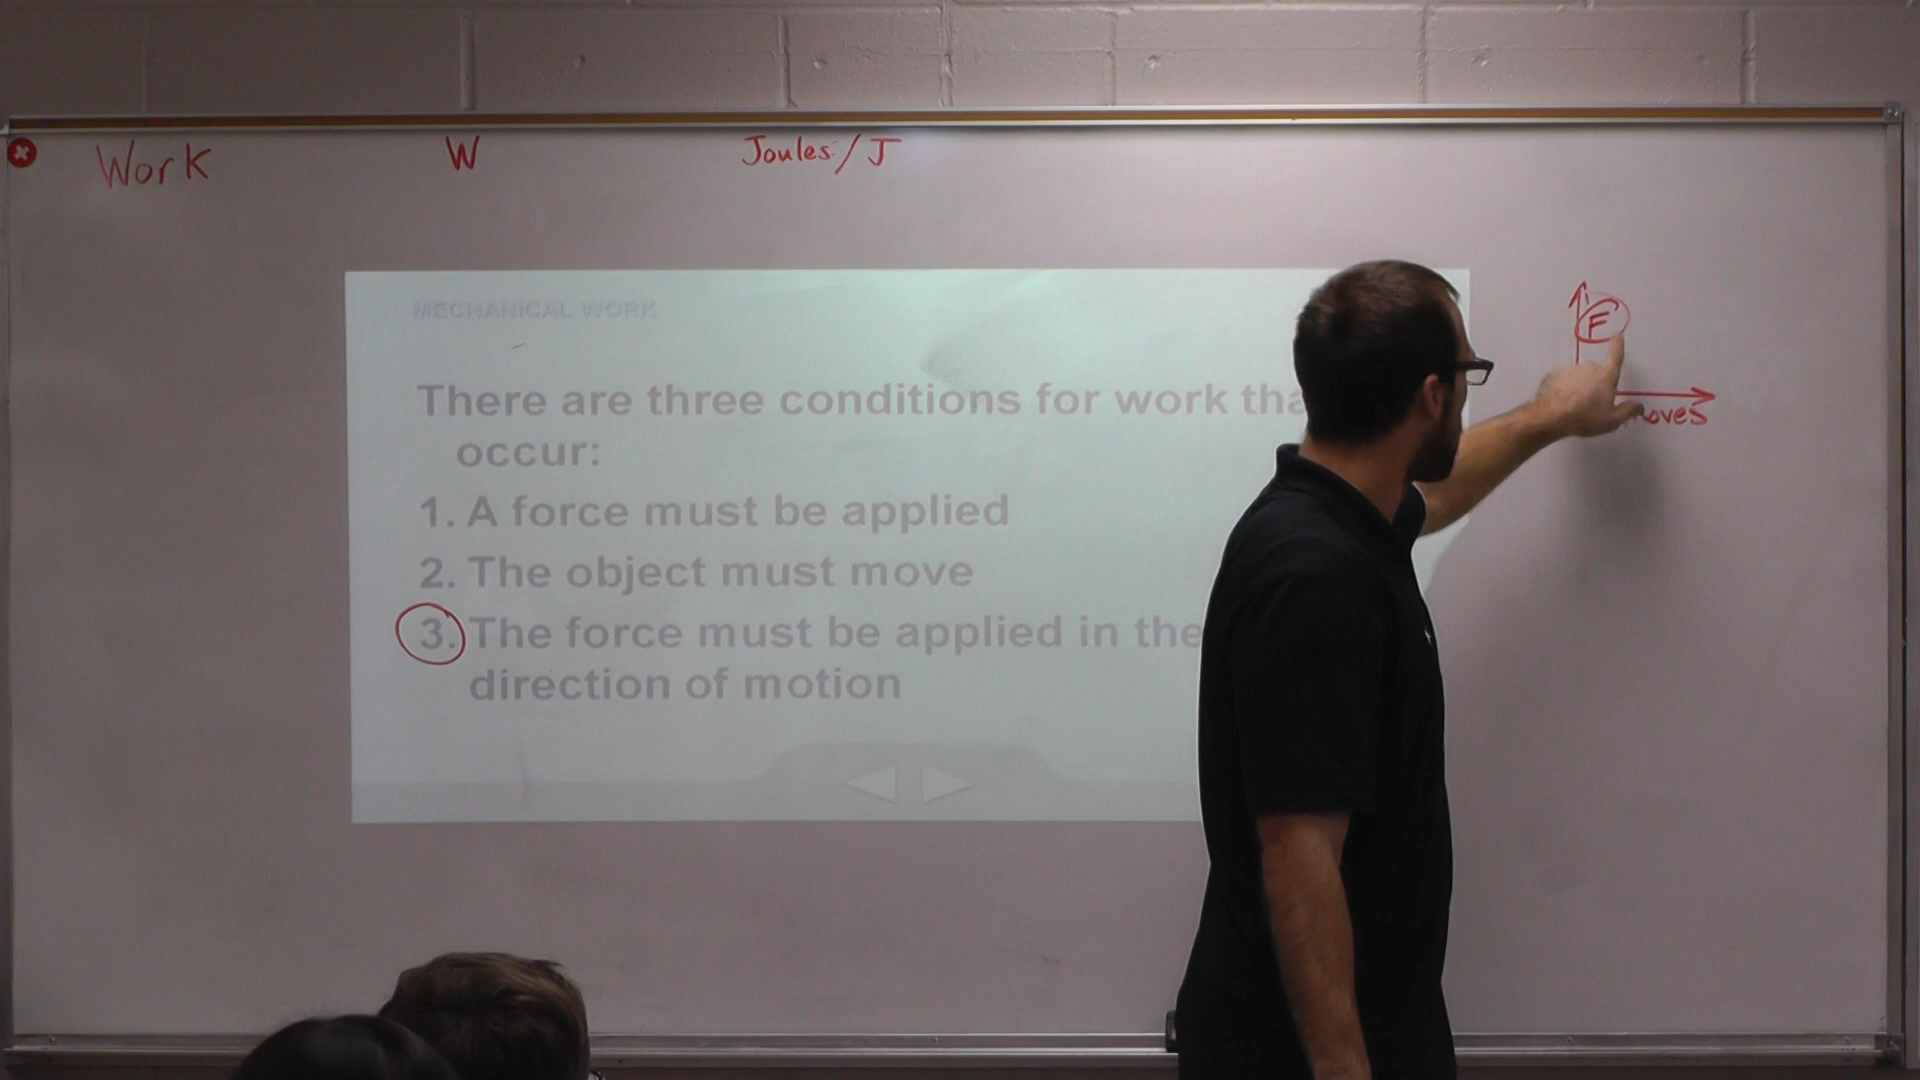 Work W Joules/J
MECHANICAL WORK
There are three conditions for work
occur:
1. A force must be applied
2. The object must move
3. The force must be applied in the
direction of motion
F